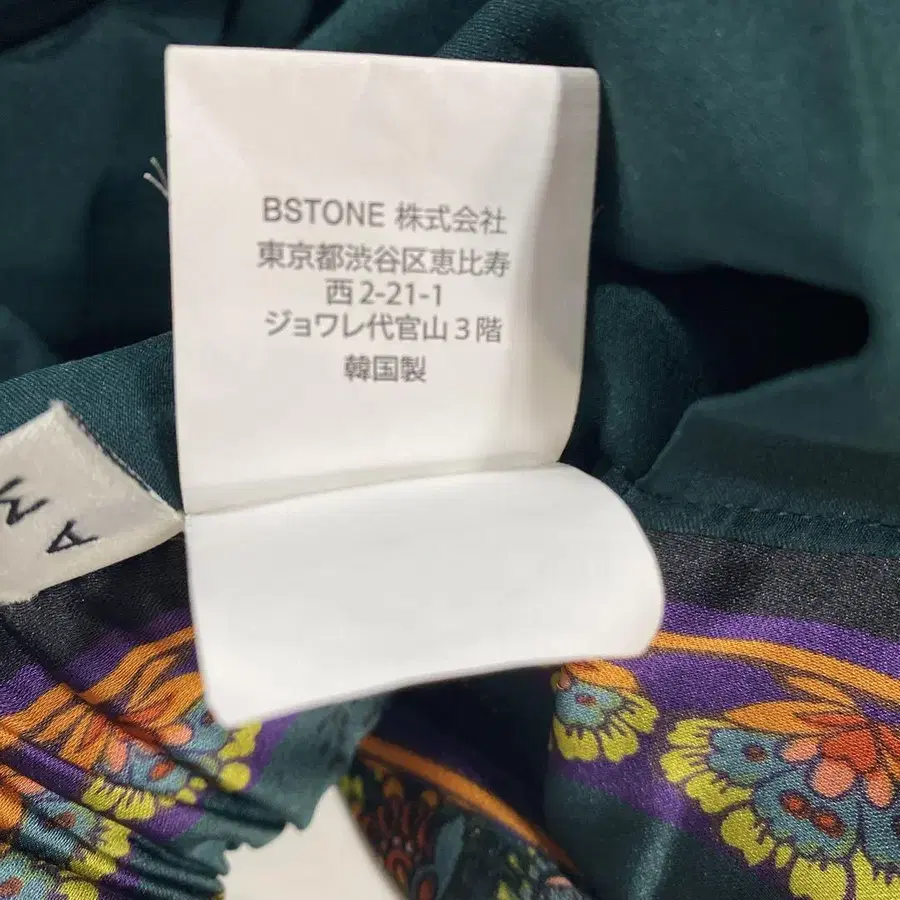 BSTONE 株式会社
東京都渋谷区恵比寿
西2-21-1
ジョワレ代官山3階
韓国製
AM